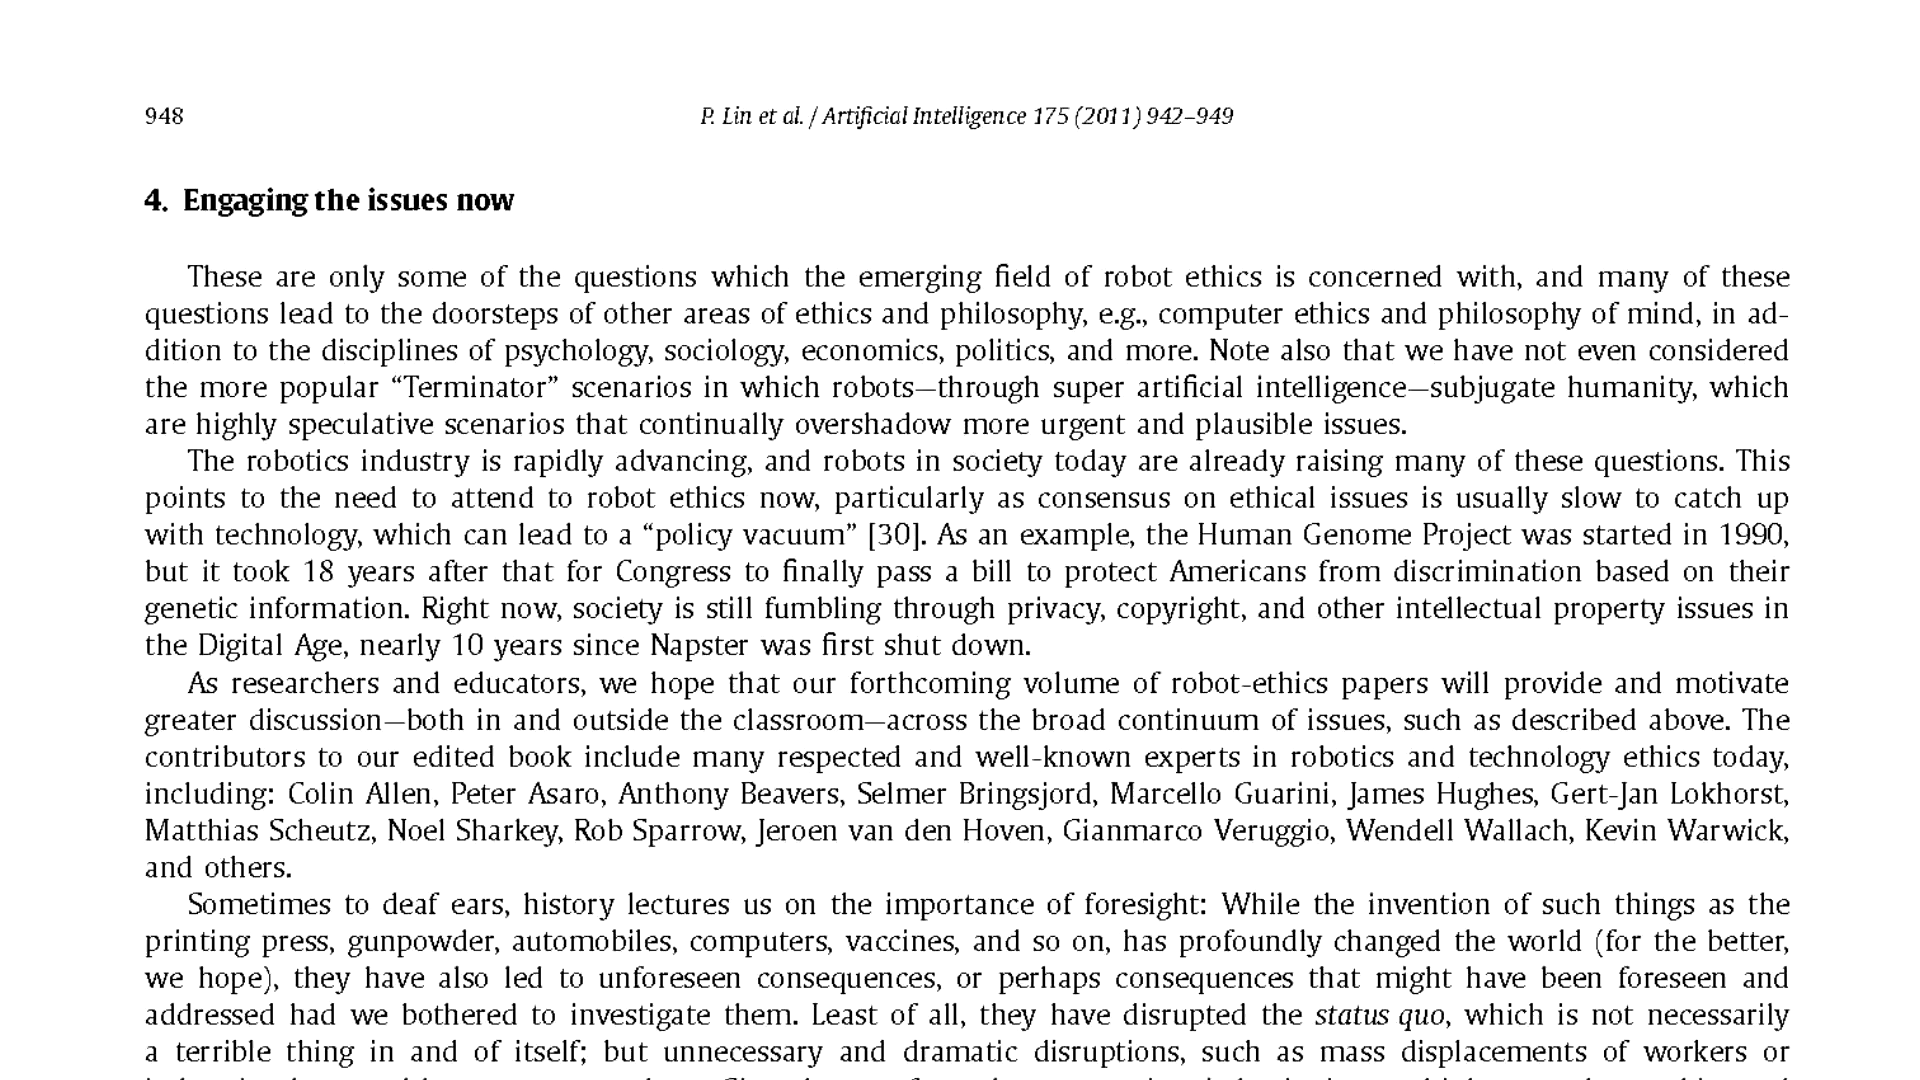 948
P. Lin et al. / Artificial Intelligence 175 (2011) 942–949
4. Engaging the issues now
These are only some of the questions which the emerging field of robot ethics is concerned with, and many of these
questions lead to the doorsteps of other areas of ethics and philosophy, e.g., computer ethics and philosophy of mind, in ad-
dition to the disciplines of psychology, sociology, economics, politics, and more. Note also that we have not even considered
the more popular “Terminator” scenarios in which robots—through super artificial intelligence—subjugate humanity, which
are highly speculative scenarios that continually overshadow more urgent and plausible issues.
The robotics industry is rapidly advancing, and robots in society today are already raising many of these questions. This
points to the need to attend to robot ethics now, particularly as consensus on ethical issues is usually slow to catch up
with technology, which can lead to a “policy vacuum” [30]. As an example, the Human Genome Project was started in 1990,
but it took 18 years after that for Congress to finally pass a bill to protect Americans from discrimination based on their
genetic information. Right now, society is still fumbling through privacy, copyright, and other intellectual property issues in
the Digital Age, nearly 10 years since Napster was first shut down.
As researchers and educators, we hope that our forthcoming volume of robot-ethics papers will provide and motivate
greater discussion—both in and outside the classroom—across the broad continuum of issues, such as described above. The
contributors to our edited book include many respected and well-known experts in robotics and technology ethics today,
including: Colin Allen, Peter Asaro, Anthony Beavers, Selmer Bringsjord, Marcello Guarini, James Hughes, Gert-Jan Lokhorst,
Matthias Scheutz, Noel Sharkey, Rob Sparrow, Jeroen van den Hoven, Gianmarco Veruggio, Wendell Wallach, Kevin Warwick,
and others.
Sometimes to deaf ears, history lectures us on the importance of foresight: While the invention of such things as the
printing press, gunpowder, automobiles, computers, vaccines, and so on, has profoundly changed the world (for the better,
we hope), they have also led to unforeseen consequences, or perhaps consequences that might have been foreseen and
addressed had we bothered to investigate them. Least of all, they have disrupted the status quo, which is not necessarily
a terrible thing in and of itself; but unnecessary and dramatic disruptions, such as mass displacements of workers or